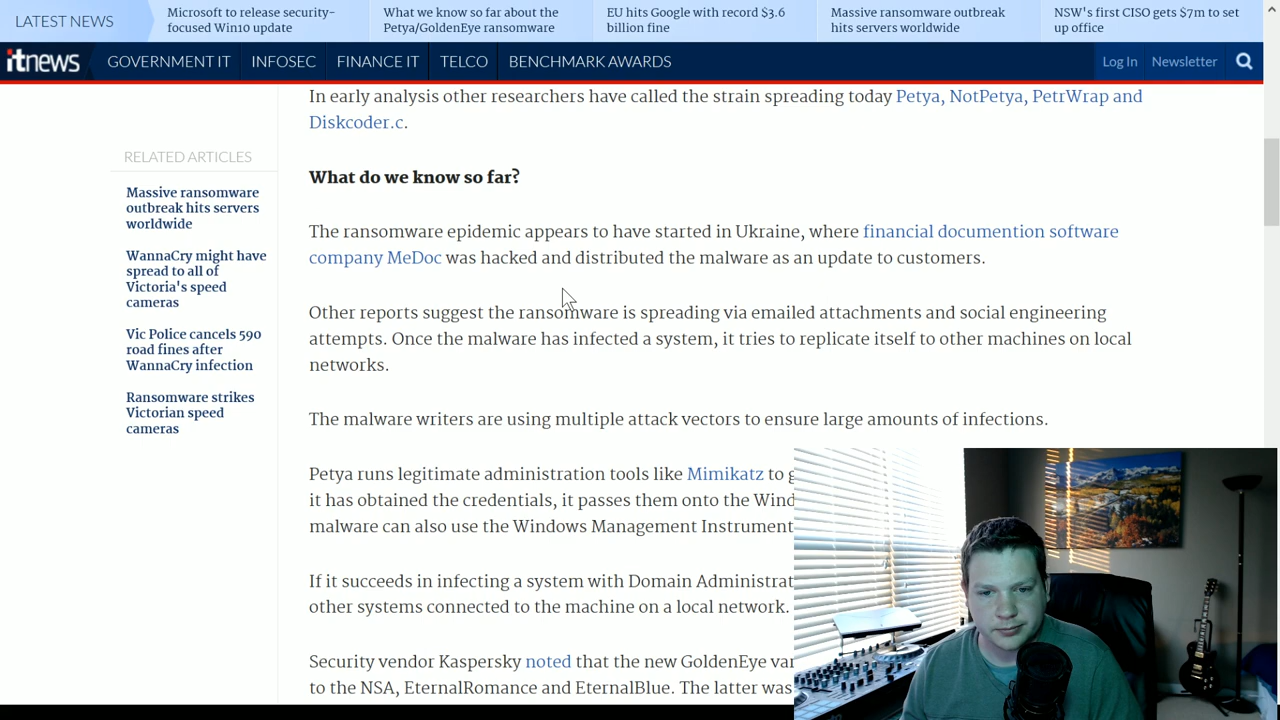 LATEST NEWS
Microsoft to release security-
focused Win10 update
What we know so far about the
Petya/GoldenEye ransomware
EU hits Google with record $3.6
billion fine
Massive ransomware outbreak
hits servers worldwide
NSW's first CISO gets $7m to set
up office
itnews GOVERNMENT IT INFOSEC FINANCE IT TELCO BENCHMARK AWARDS Log In Newsletter
RELATED ARTICLES
Massive ransomware
outbreak hits servers
worldwide
WannaCry might have
spread to all of
Victoria's speed
cameras
Vic Police cancels 590
road fines after
WannaCry infection
Ransomware strikes
Victorian speed
cameras
In early analysis other researchers have called the strain spreading today Petya, NotPetya, PetrWrap and
Diskcoder.c.
What do we know so far?
The ransomware epidemic appears to have started in Ukraine, where financial documention software
company MeDoc was hacked and distributed the malware as an update to customers.
Other reports suggest the ransomware is spreading via emailed attachments and social engineering
attempts. Once the malware has infected a system, it tries to replicate itself to other machines on local
networks.
The malware writers are using multiple attack vectors to ensure large amounts of infections.
Petya runs legitimate administration tools like Mimikatz to
it has obtained the credentials, it passes them onto the
malware can also use the Windows Management
If it succeeds in infecting a system with Domain
other systems connected to the machine on a local network.
Security vendor Kaspersky noted that the new GoldenEye
to the NSA, EternalRomance and EternalBlue. The latter was